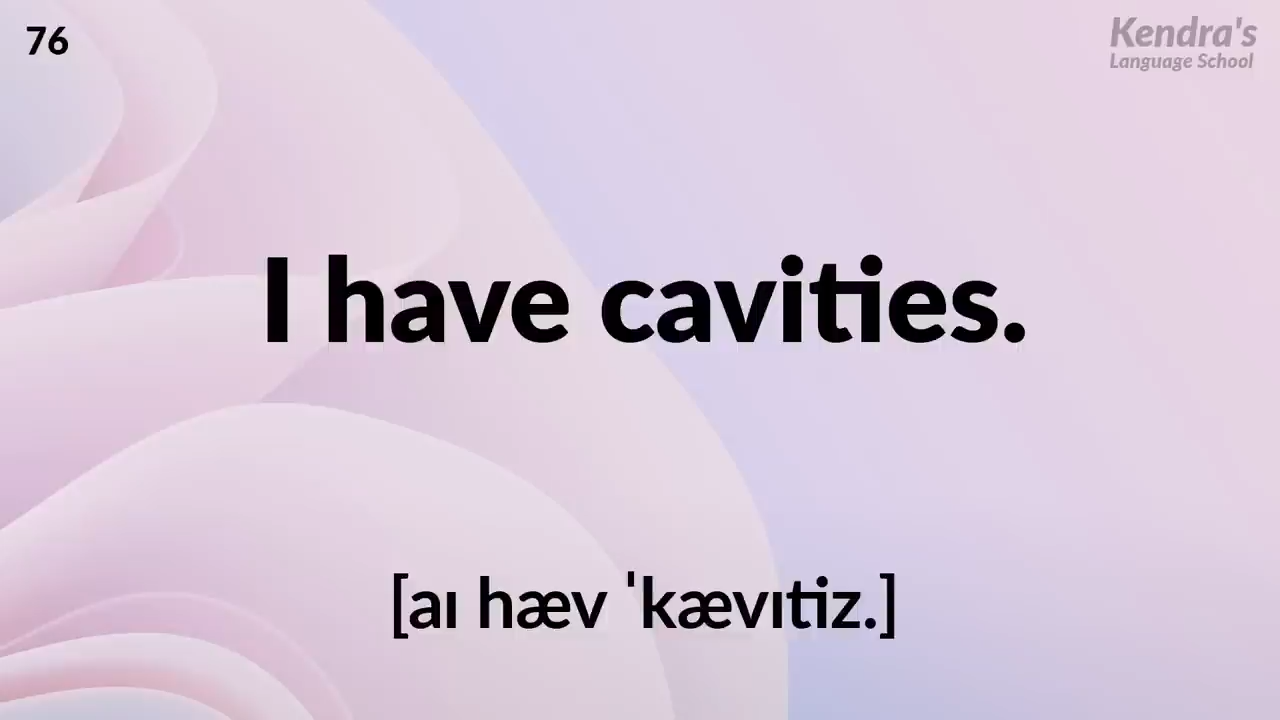 76
Kendra's
Language School
I have cavities.
[aɪ hæv ˈkævɪtiz.]